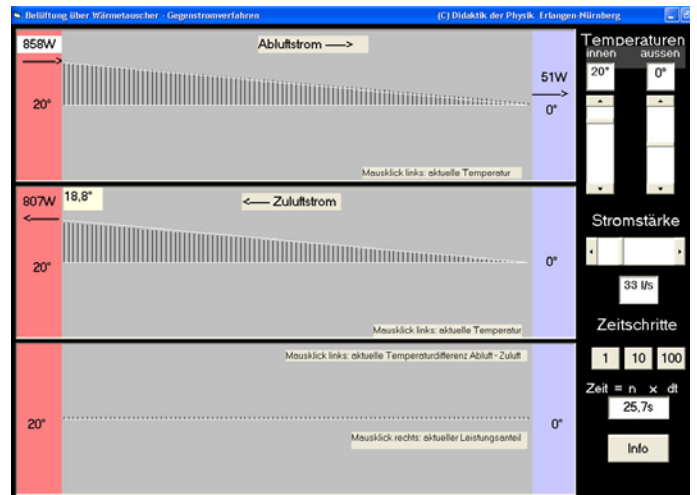 Belüftung über Wärmetauscher - Gegenstromverfahren (C) Didaktik der Physik Erlangen-Nürnberg
858W
Abluftstrom --->
20°
51W
0°
Mausklick links: aktuelle Temperatur
807W
18,8°
<--- Zuluftstrom
20°
0°
Mausklick links: aktuelle Temperatur
Mausklick links: aktuelle Temperaturdifferenz Abluft - Zuluft
20°
0°
Mausklick rechts: aktueller Leistungsanteil
Temperaturen
innen aussen
20° 0°
Stromstärke
33 l/s
Zeitschritte
1 10 100
Zeit = n x dt
25,7s
Info